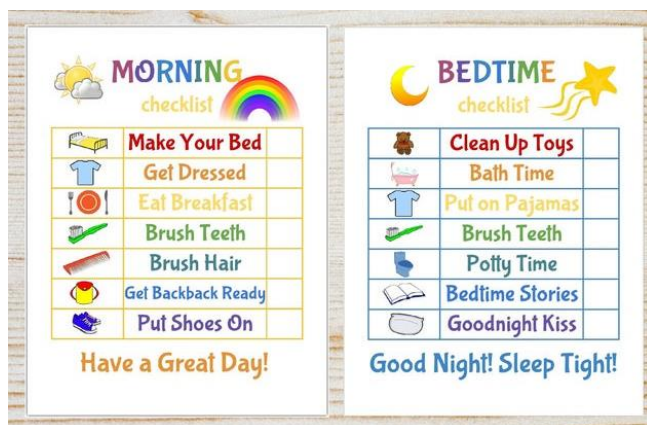 MORNING
checklist
Make Your Bed
Get Dressed
Eat Breakfast
Brush Teeth
Brush Hair
Get Backback Ready
Put Shoes On
Have a Great Day!
BEDTIME
checklist
Clean Up Toys
Bath Time
Put on Pajamas
Brush Teeth
Potty Time
Bedtime Stories
Goodnight Kiss
Good Night! Sleep Tight!